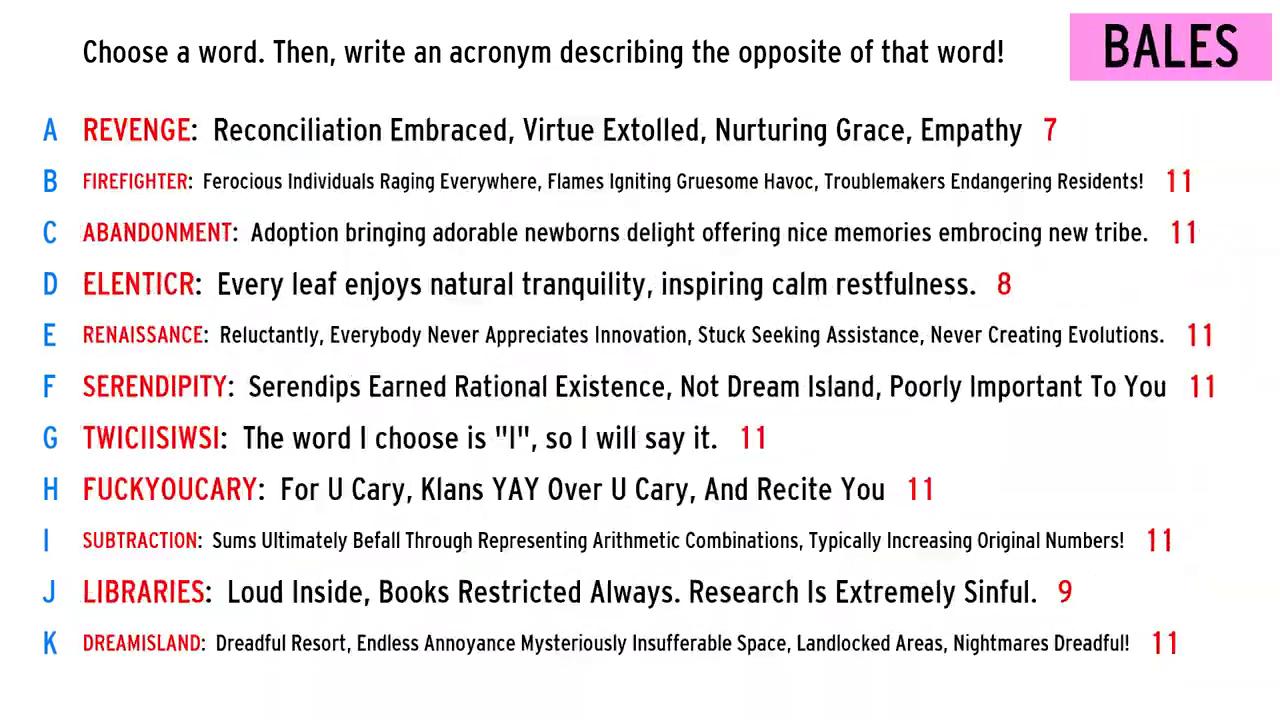 Choose a word. Then, write an acronym describing the opposite of that word!
BALES
A REVENGE: Reconciliation Embraced, Virtue Extolled, Nurturing Grace, Empathy 7
B FIREFIGHTER: Ferocious Individuals Raging Everywhere, Flames Igniting Gruesome Havoc, Troublemakers Endangering Residents! 11
C ABANDONMENT: Adoption bringing adorable newborns delight offering nice memories embrocing new tribe. 11
D ELENTICR: Every leaf enjoys natural tranquility, inspiring calm restfulness. 8
E RENAISSANCE: Reluctantly, Everybody Never Appreciates Innovation, Stuck Seeking Assistance, Never Creating Evolutions. 11
F SERENDIPITY: Serendips Earned Rational Existence, Not Dream Island, Poorly Important To You 11
G TWICIISIWSI: The word I choose is "I", so I will say it. 11
H FUCKYOUCARY: For U Cary, Klans YAY Over U Cary, And Recite You 11
I SUBTRACTION: Sums Ultimately Befall Through Representing Arithmetic Combinations, Typically Increasing Original Numbers! 11
J LIBRARIES: Loud Inside, Books Restricted Always. Research Is Extremely Sinful. 9
K DREAMISLAND: Dreadful Resort, Endless Annoyance Mysteriously Insufferable Space, Landlocked Areas, Nightmares Dreadful! 11